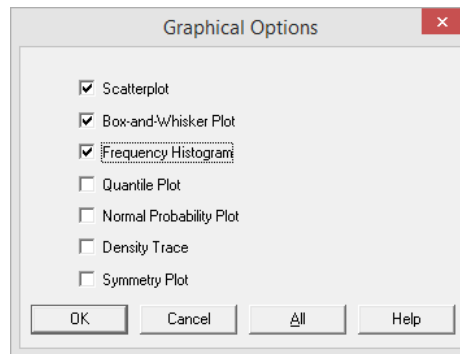 Graphical Options
Scatterplot
Box-and-Whisker Plot
Frequency Histogram
Quantile Plot
Normal Probability Plot
Density Trace
Symmetry Plot
OK Cancel All Help